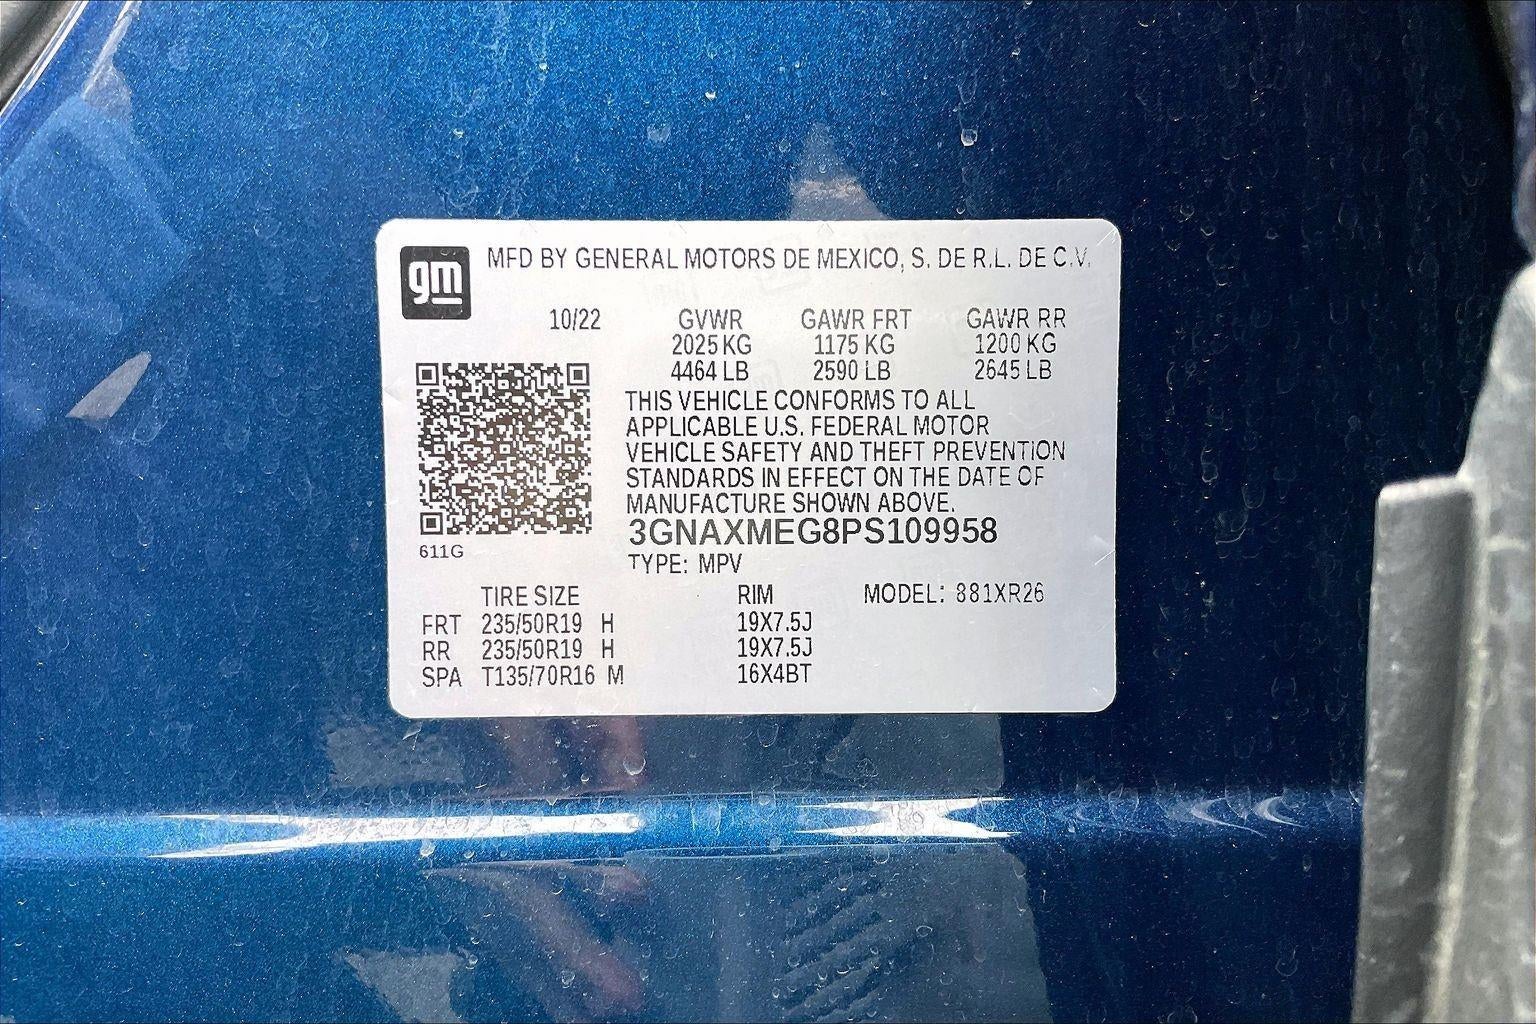 gm MFD BY GENERAL MOTORS DE MEXICO, S. DE R.L. DE C.V.
10/22 GVWR GAWR FRT GAWR RR
2025 KG 1175 KG 1200 KG
4464 LB 2590 LB 2645 LB
THIS VEHICLE CONFORMS TO ALL
APPLICABLE U.S. FEDERAL MOTOR
VEHICLE SAFETY AND THEFT PREVENTION
STANDARDS IN EFFECT ON THE DATE OF
MANUFACTURE SHOWN ABOVE.
3GNAXMEG8PS109958
611G
TYPE: MPV
TIRE SIZE RIM MODEL: 881XR26
FRT 235/50R19 H 19X7.5J
RR 235/50R19 H 19X7.5J
SPA T135/70R16 M 16X4BT